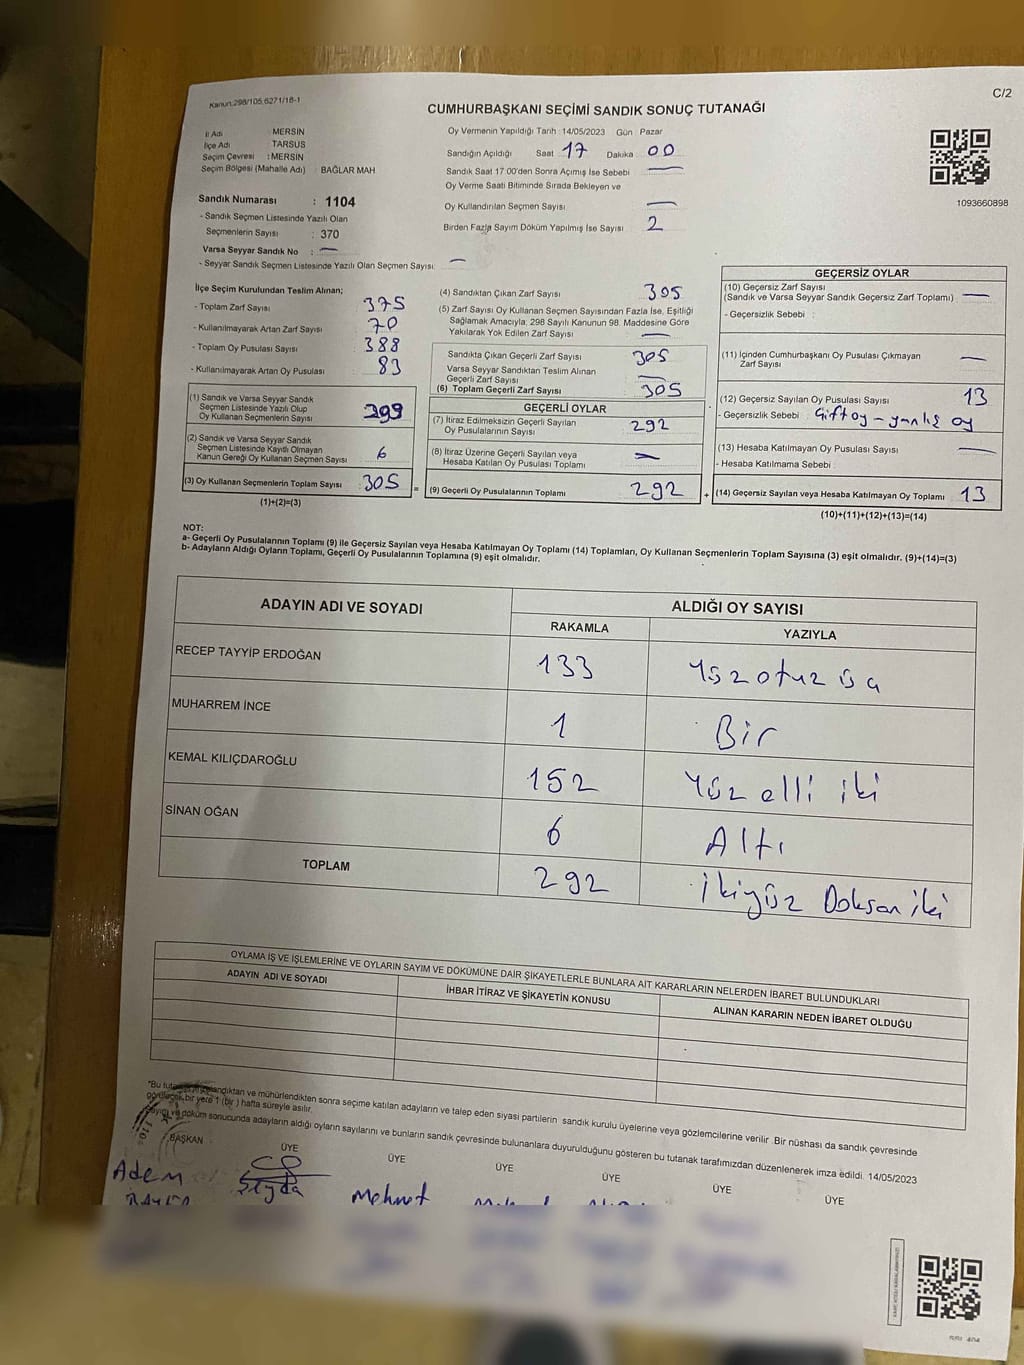 Kanun:298/105,6271/16-1
C/2
CUMHURBAŞKANI SEÇİMİ SANDIK SONUÇ TUTANAĞI
İl Adı : MERSİN
İlçe Adı : TARSUS
Seçim Çevresi : MERSİN
Seçim Bölgesi (Mahalle Adı) : BAĞLAR MAH
Sandık Numarası : 1104
- Sandık Seçmen Listesinde Yazılı Olan
Seçmenlerin Sayısı : 370
Varsa Seyyar Sandık No : —
- Seyyar Sandık Seçmen Listesinde Yazılı Olan Seçmen Sayısı: —
Oy Vermenin Yapıldığı Tarih :14/05/2023 Gün : Pazar
Sandığın Açıldığı Saat 17 Dakika 00
Sandık Saat 17.00'den Sonra Açımış İse Sebebi —
Oy Verme Saati Bitiminde Sırada Bekleyen ve
Oy Kullandırılan Seçmen Sayısı —
Birden Fazla Sayım Döküm Yapılmış İse Sayısı 2
1093660898
İlçe Seçim Kurulundan Teslim Alınan;
- Toplam Zarf Sayısı 375
- Kullanılmayarak Artan Zarf Sayısı 70
- Toplam Oy Pusulası Sayısı 388
- Kullanılmayarak Artan Oy Pusulası 83
(1) Sandık ve Varsa Seyyar Sandık
Seçmen Listesinde Yazılı Olup
Oy Kullanan Seçmenlerin Sayısı 299
(2) Sandık ve Varsa Seyyar Sandık
Seçmen Listesinde Kayıtlı Olmayan
Kanun Gereği Oy Kullanan Seçmen Sayısı 6
(3) Oy Kullanan Seçmenlerin Toplam Sayısı 305
(1)+(2)=(3)
(4) Sandıktan Çıkan Zarf Sayısı 305
(5) Zarf Sayısı Oy Kullanan Seçmen Sayısından Fazla İse, Eşitliği
Sağlamak Amacıyla; 298 Sayılı Kanunun 98. Maddesine Göre
Yakılarak Yok Edilen Zarf Sayısı —
Sandıkta Çıkan Geçerli Zarf Sayısı 305
Varsa Seyyar Sandıktan Teslim Alınan
Geçerli Zarf Sayısı —
(6) Toplam Geçerli Zarf Sayısı 305
GEÇERLİ OYLAR
(7) İtiraz Edilmeksizin Geçerli Sayılan
Oy Pusulalarının Sayısı 292
(8) İtiraz Üzerine Geçerli Sayılan veya
Hesaba Katılan Oy Pusulası Toplamı —
= (9) Geçerli Oy Pusulalarının Toplamı 292
GEÇERSİZ OYLAR
(10) Geçersiz Zarf Sayısı
(Sandık ve Varsa Seyyar Sandık Geçersiz Zarf Toplamı) —
- Geçersizlik Sebebi :
(11) İçinden Cumhurbaşkanı Oy Pusulası Çıkmayan
Zarf Sayısı —
(12) Geçersiz Sayılan Oy Pusulası Sayısı 13
- Geçersizlik Sebebi : Çift oy - yanlış oy
(13) Hesaba Katılmayan Oy Pusulası Sayısı —
- Hesaba Katılmama Sebebi :
+ (14) Geçersiz Sayılan veya Hesaba Katılmayan Oy Toplamı 13
(10)+(11)+(12)+(13)=(14)
NOT:
a- Geçerli Oy Pusulalarının Toplamı (9) ile Geçersiz Sayılan veya Hesaba Katılmayan Oy Toplamı (14) Toplamları, Oy Kullanan Seçmenlerin Toplam Sayısına (3) eşit olmalıdır. (9)+(14)=(3)
b- Adayların Aldığı Oyların Toplamı, Geçerli Oy Pusulalarının Toplamına (9) eşit olmalıdır.
ADAYIN ADI VE SOYADI ALDIĞI OY SAYISI
RAKAMLA YAZIYLA
RECEP TAYYİP ERDOĞAN 133 Yüzotuz üç
MUHARREM İNCE 1 Bir
KEMAL KILIÇDAROĞLU 152 Yüz elli iki
SİNAN OĞAN 6 Altı
TOPLAM 292 İkiyüz Doksan iki
OYLAMA İŞ VE İŞLEMLERİNE VE OYLARIN SAYIM VE DÖKÜMÜNE DAİR ŞİKAYETLERLE BUNLARA AİT KARARLARIN NELERDEN İBARET BULUNDUKLARI
ADAYIN ADI VE SOYADI İHBAR İTİRAZ VE ŞİKAYETİN KONUSU ALINAN KARARIN NEDEN İBARET OLDUĞU
"Bu mühürlendikten sonra seçime katılan adayların ve talep eden siyasi partilerin sandık kurulu üyelerine veya gözlemcilerine verilir. Bir nüshası da sandık çevresinde
bir yere 1 (bir) hafta süreyle asılır.
ve döküm sonucunda adayların aldığı oyların sayılarını ve bunların sandık çevresinde bulunanlara duyurulduğunu gösteren bu tutanak tarafımızdan düzenlenerek imza edildi. 14/05/2023
BAŞKAN ÜYE ÜYE ÜYE ÜYE ÜYE ÜYE
Adem Şeyda Mehmet